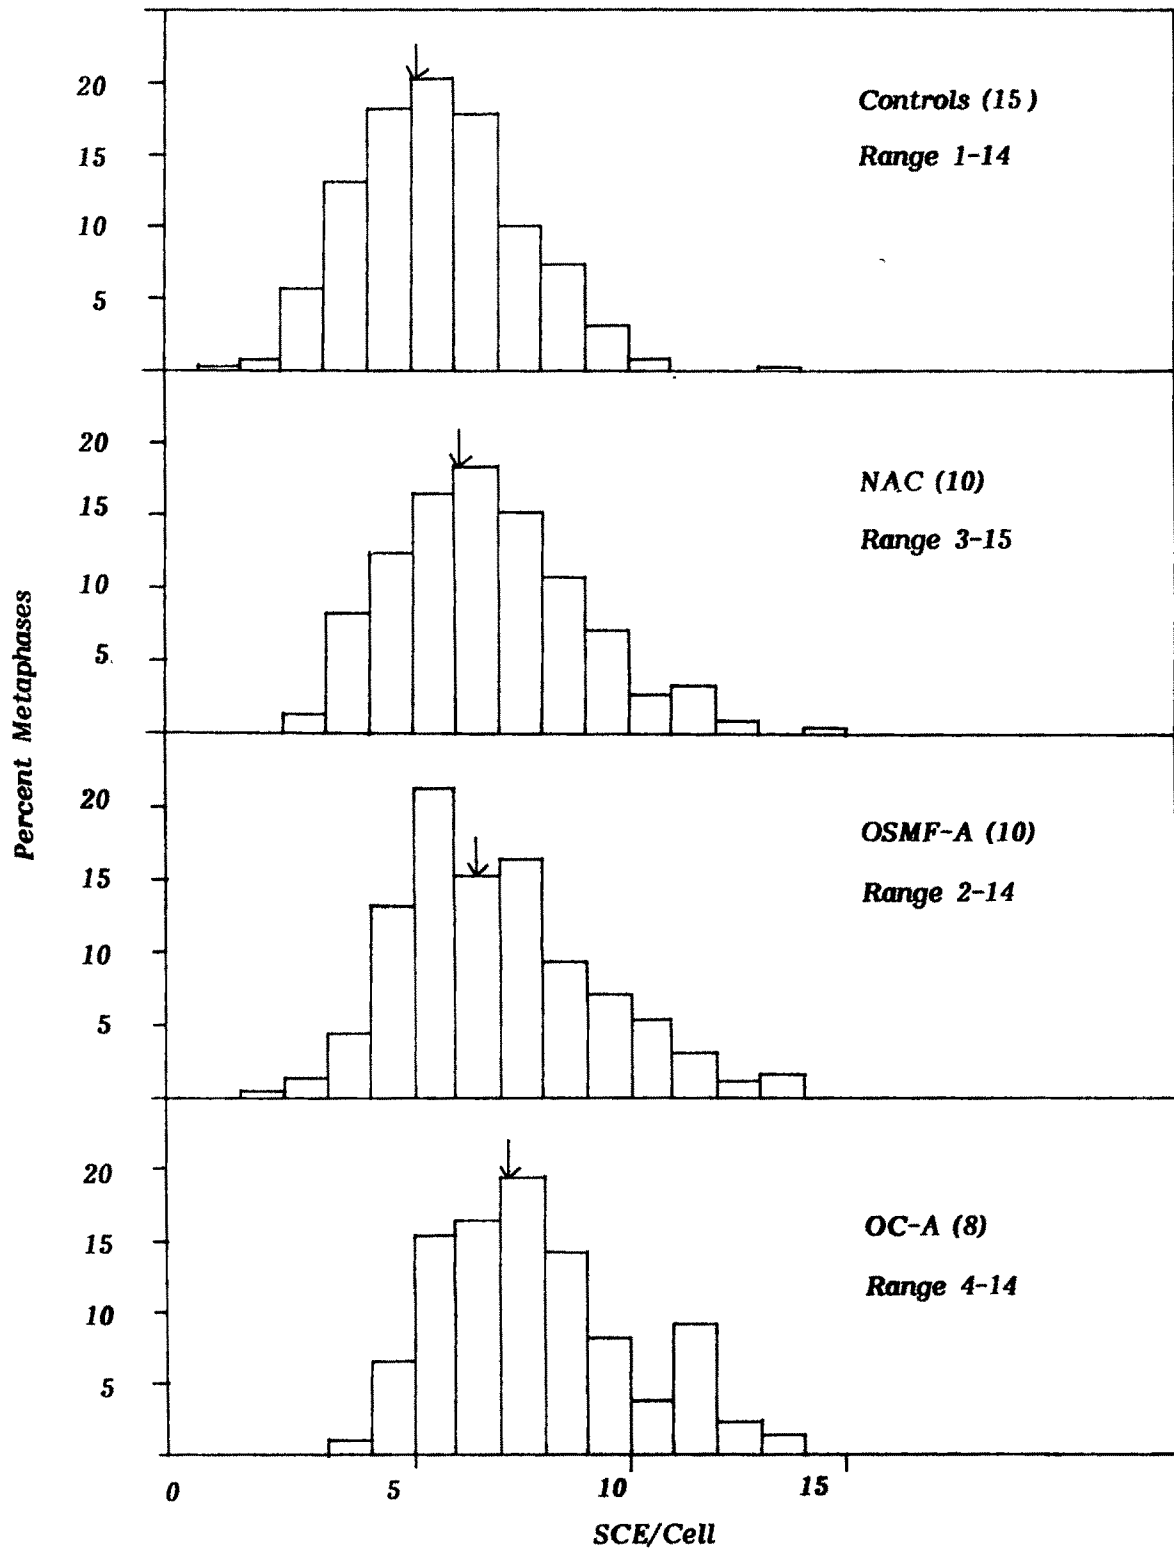 Percent Metaphases
20
15
10
5
Controls (15)
Range 1-14
20
15
10
5
NAC (10)
Range 3-15
20
15
10
5
OSMF-A (10)
Range 2-14
20
15
10
5
OC-A (8)
Range 4-14
0 5 10 15
SCE/Cell